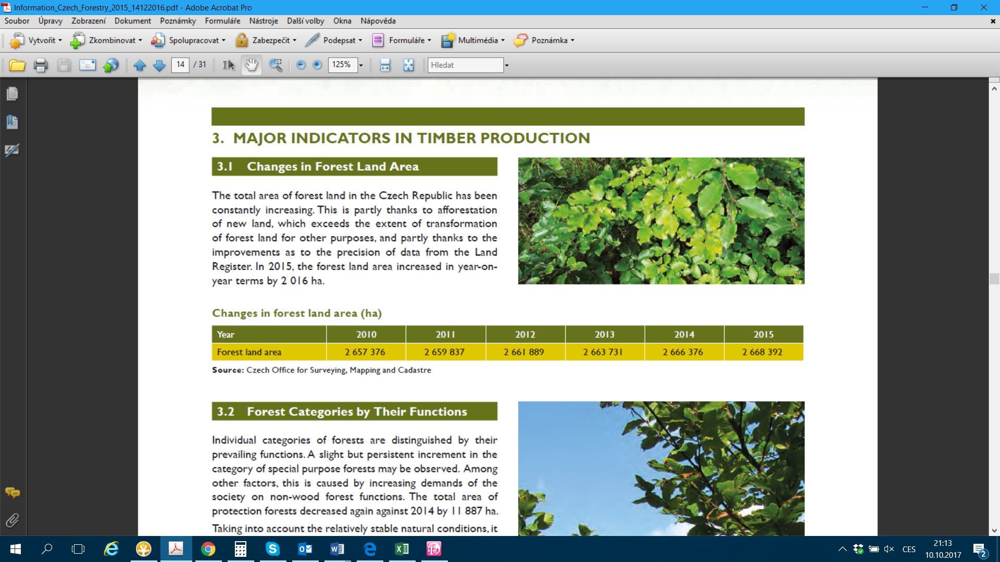 Information_Czech_Forestry_2015_14122016.pdf - Adobe Acrobat Pro
Soubor Úpravy Zobrazení Dokument Poznámky Formuláře Nástroje Další volby Okna Nápověda
Vytvořit Zkombinovat Spolupracovat Zabezpečit Podepsat Formuláře Multimédia Poznámka
14 / 31 125% Hledat
3. MAJOR INDICATORS IN TIMBER PRODUCTION
3.1 Changes in Forest Land Area
The total area of forest land in the Czech Republic has been
constantly increasing. This is partly thanks to afforestation
of new land, which exceeds the extent of transformation
of forest land for other purposes, and partly thanks to the
improvements as to the precision of data from the Land
Register. In 2015, the forest land area increased in year-on-
year terms by 2 016 ha.
Changes in forest land area (ha)
Year 2010 2011 2012 2013 2014 2015
Forest land area 2 657 376 2 659 837 2 661 889 2 663 731 2 666 376 2 668 392
Source: Czech Office for Surveying, Mapping and Cadastre
3.2 Forest Categories by Their Functions
Individual categories of forests are distinguished by their
prevailing functions. A slight but persistent increment in the
category of special purpose forests may be observed. Among
other factors, this is caused by increasing demands of the
society on non-wood forest functions. The total area of
protection forests decreased again against 2014 by 11 887 ha.
Taking into account the relatively stable natural conditions, it
CES
21:13
10.10.2017
2